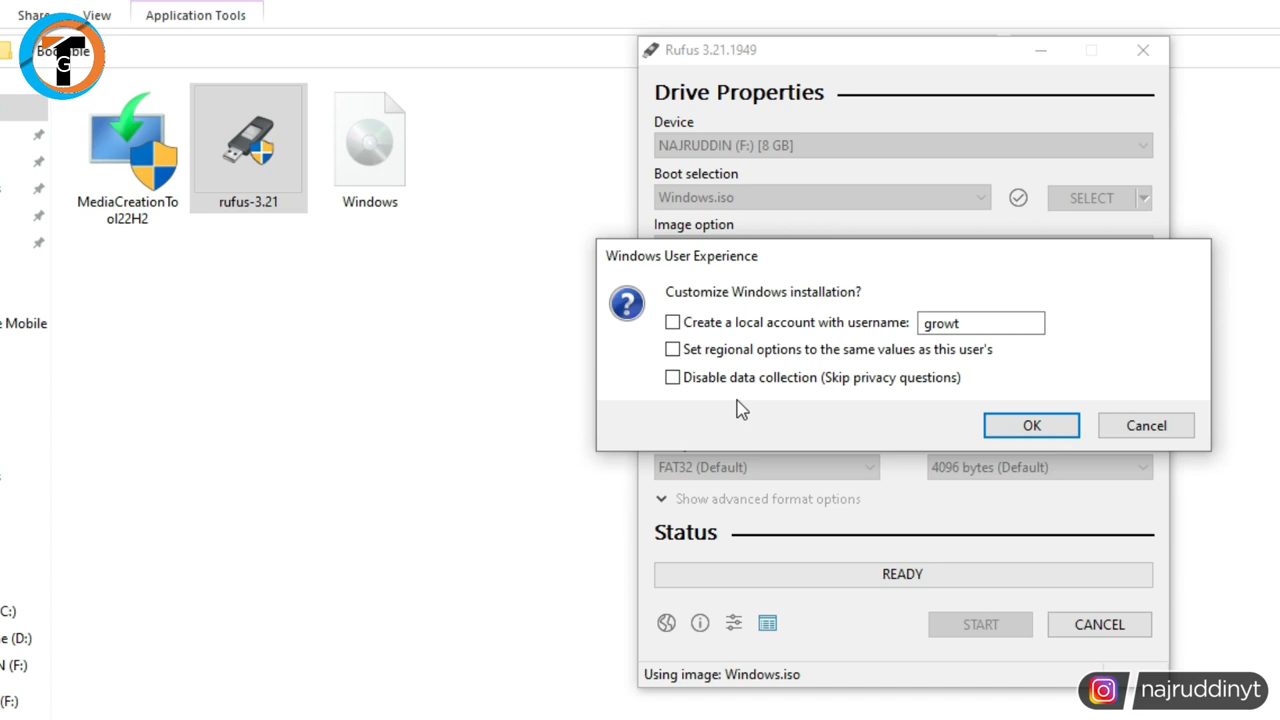 Share
View
Application Tools
TG
Bootable
MediaCreationTo
ol22H2
rufus-3.21
Windows
e Mobile
C:)
e (D:)
N (F:)
(F:)
Rufus 3.21.1949
Drive Properties
Device
NAJRUDDIN (F:) [8 GB]
Boot selection
Windows.iso
SELECT
Image option
Windows User Experience
Customize Windows installation?
Create a local account with username: growt
Set regional options to the same values as this user's
Disable data collection (Skip privacy questions)
OK
Cancel
FAT32 (Default)
4096 bytes (Default)
Show advanced format options
Status
READY
START
CANCEL
Using image: Windows.iso
najruddinyt